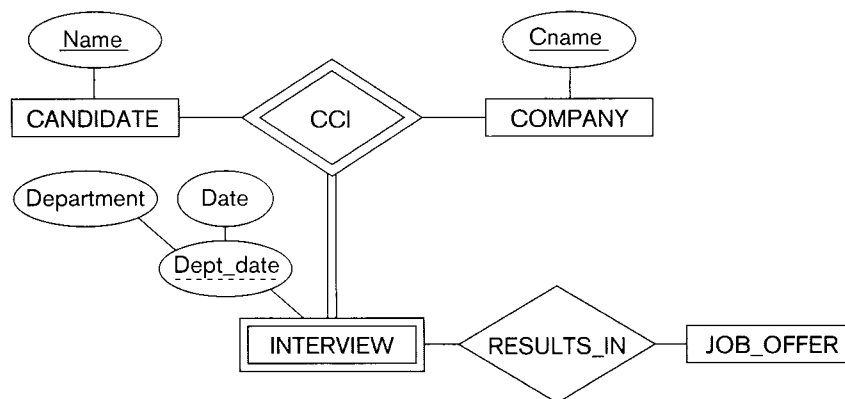 Name
Cname
CANDIDATE
CCI
COMPANY
Department
Date
Dept_date
INTERVIEW
RESULTS_IN
JOB_OFFER